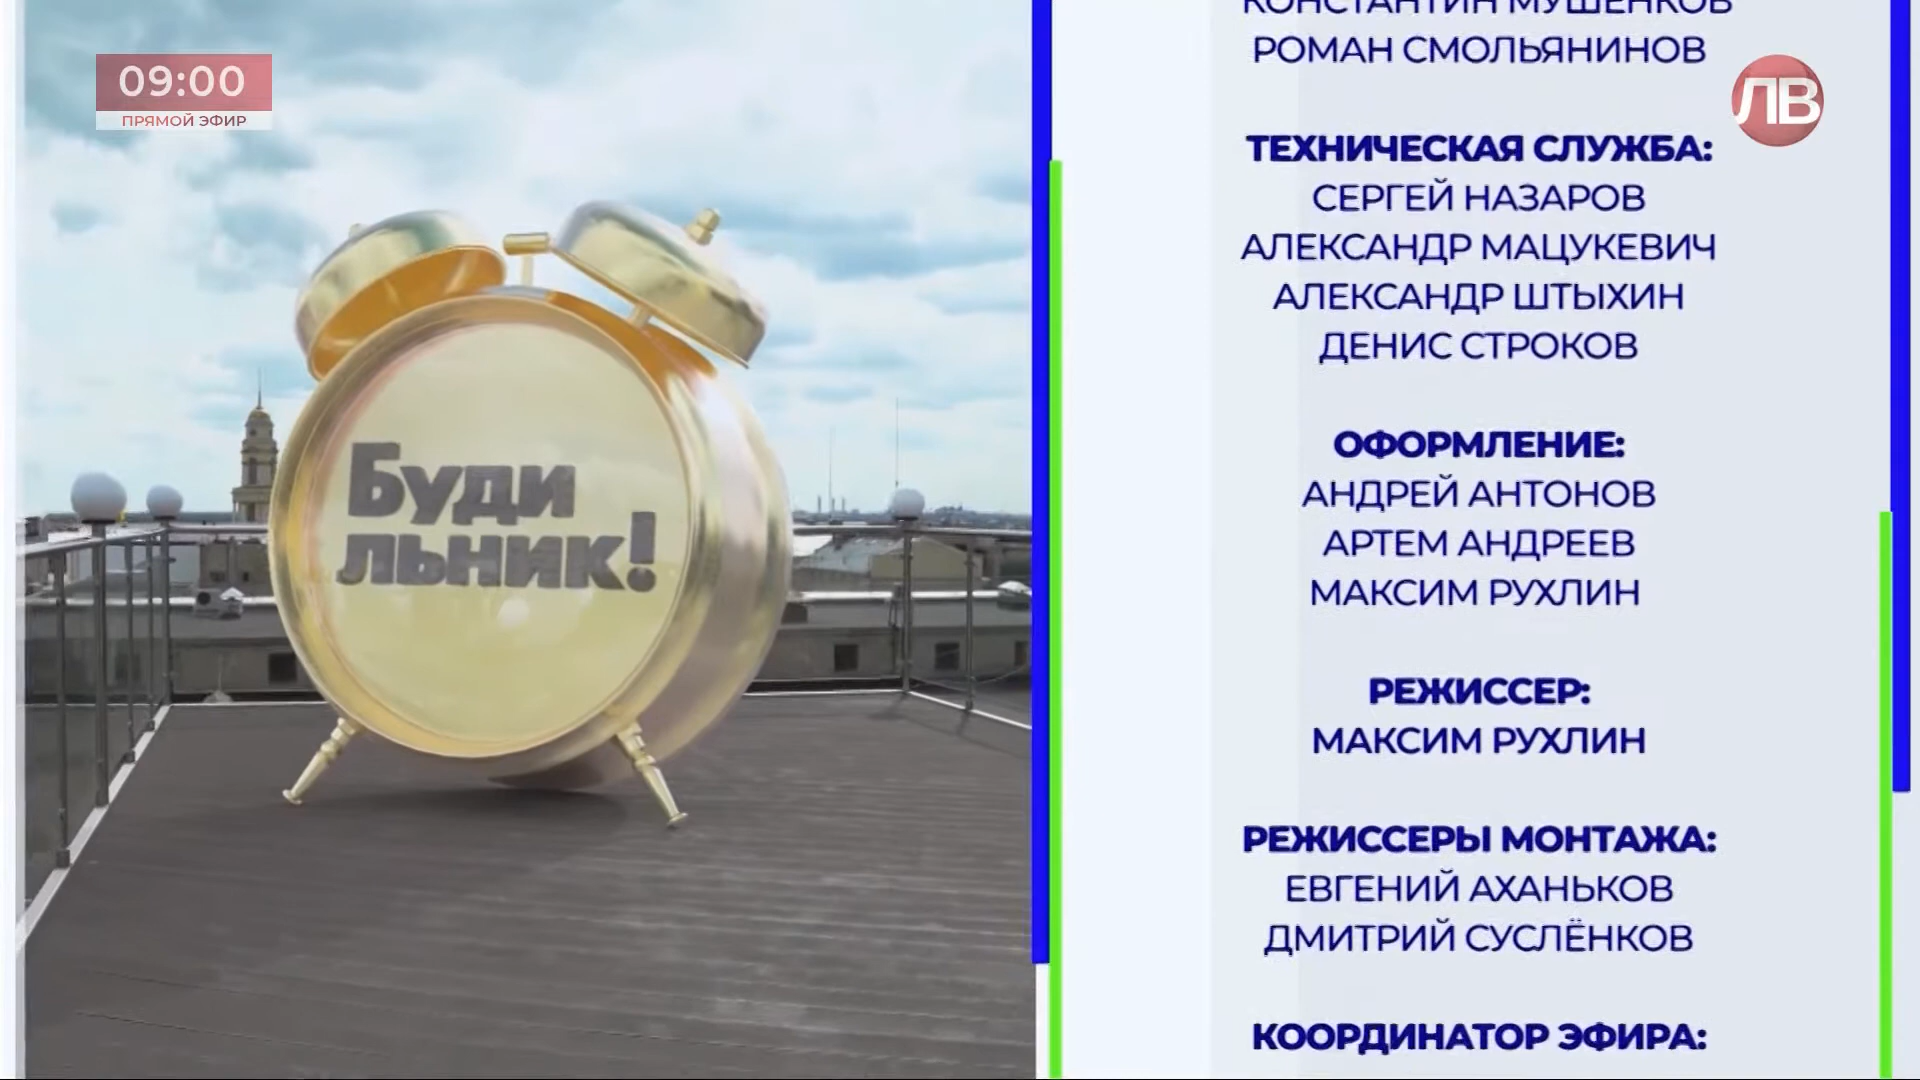 09:00
ПРЯМОЙ ЭФИР
Буди
льник!
КОНСТАНТИН МУШЕНКОВ
РОМАН СМОЛЬЯНИНОВ
ЛВ
ТЕХНИЧЕСКАЯ СЛУЖБА:
СЕРГЕЙ НАЗАРОВ
АЛЕКСАНДР МАЦУКЕВИЧ
АЛЕКСАНДР ШТЫХИН
ДЕНИС СТРОКОВ
ОФОРМЛЕНИЕ:
АНДРЕЙ АНТОНОВ
АРТЕМ АНДРЕЕВ
МАКСИМ РУХЛИН
РЕЖИССЕР:
МАКСИМ РУХЛИН
РЕЖИССЕРЫ МОНТАЖА:
ЕВГЕНИЙ АХАНЬКОВ
ДМИТРИЙ СУСЛЁНКОВ
КООРДИНАТОР ЭФИРА: